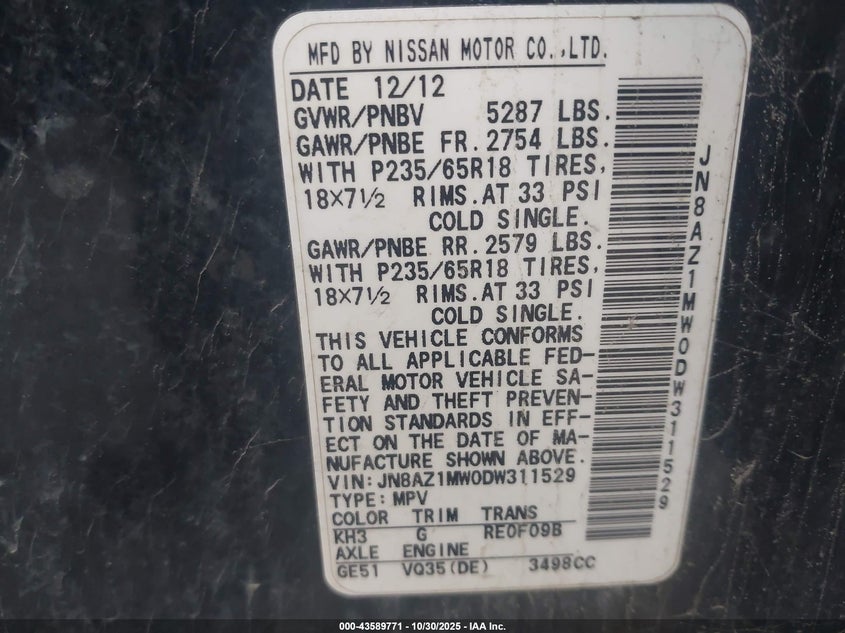 MFD BY NISSAN MOTOR CO.,LTD.
DATE 12/12
GVWR/PNBV 5287 LBS.
GAWR/PNBE FR. 2754 LBS.
WITH P235/65R18 TIRES,
18×7½ RIMS. AT 33 PSI
COLD SINGLE.
GAWR/PNBE RR. 2579 LBS.
WITH P235/65R18 TIRES,
18×7½ RIMS. AT 33 PSI
COLD SINGLE.
THIS VEHICLE CONFORMS
TO ALL APPLICABLE FED-
ERAL MOTOR VEHICLE SA-
FETY AND THEFT PREVEN-
TION STANDARDS IN EFF-
ECT ON THE DATE OF MA-
NUFACTURE SHOWN ABOVE.
VIN:JN8AZ1MW0DW311529
TYPE:MPV
COLOR TRIM TRANS
KH3 G RE0F09B
AXLE ENGINE
GE51 VQ35(DE) 3498CC
JN8AZ1MW0DW311529
000-43589771 - 10/30/2025 - IAA Inc.